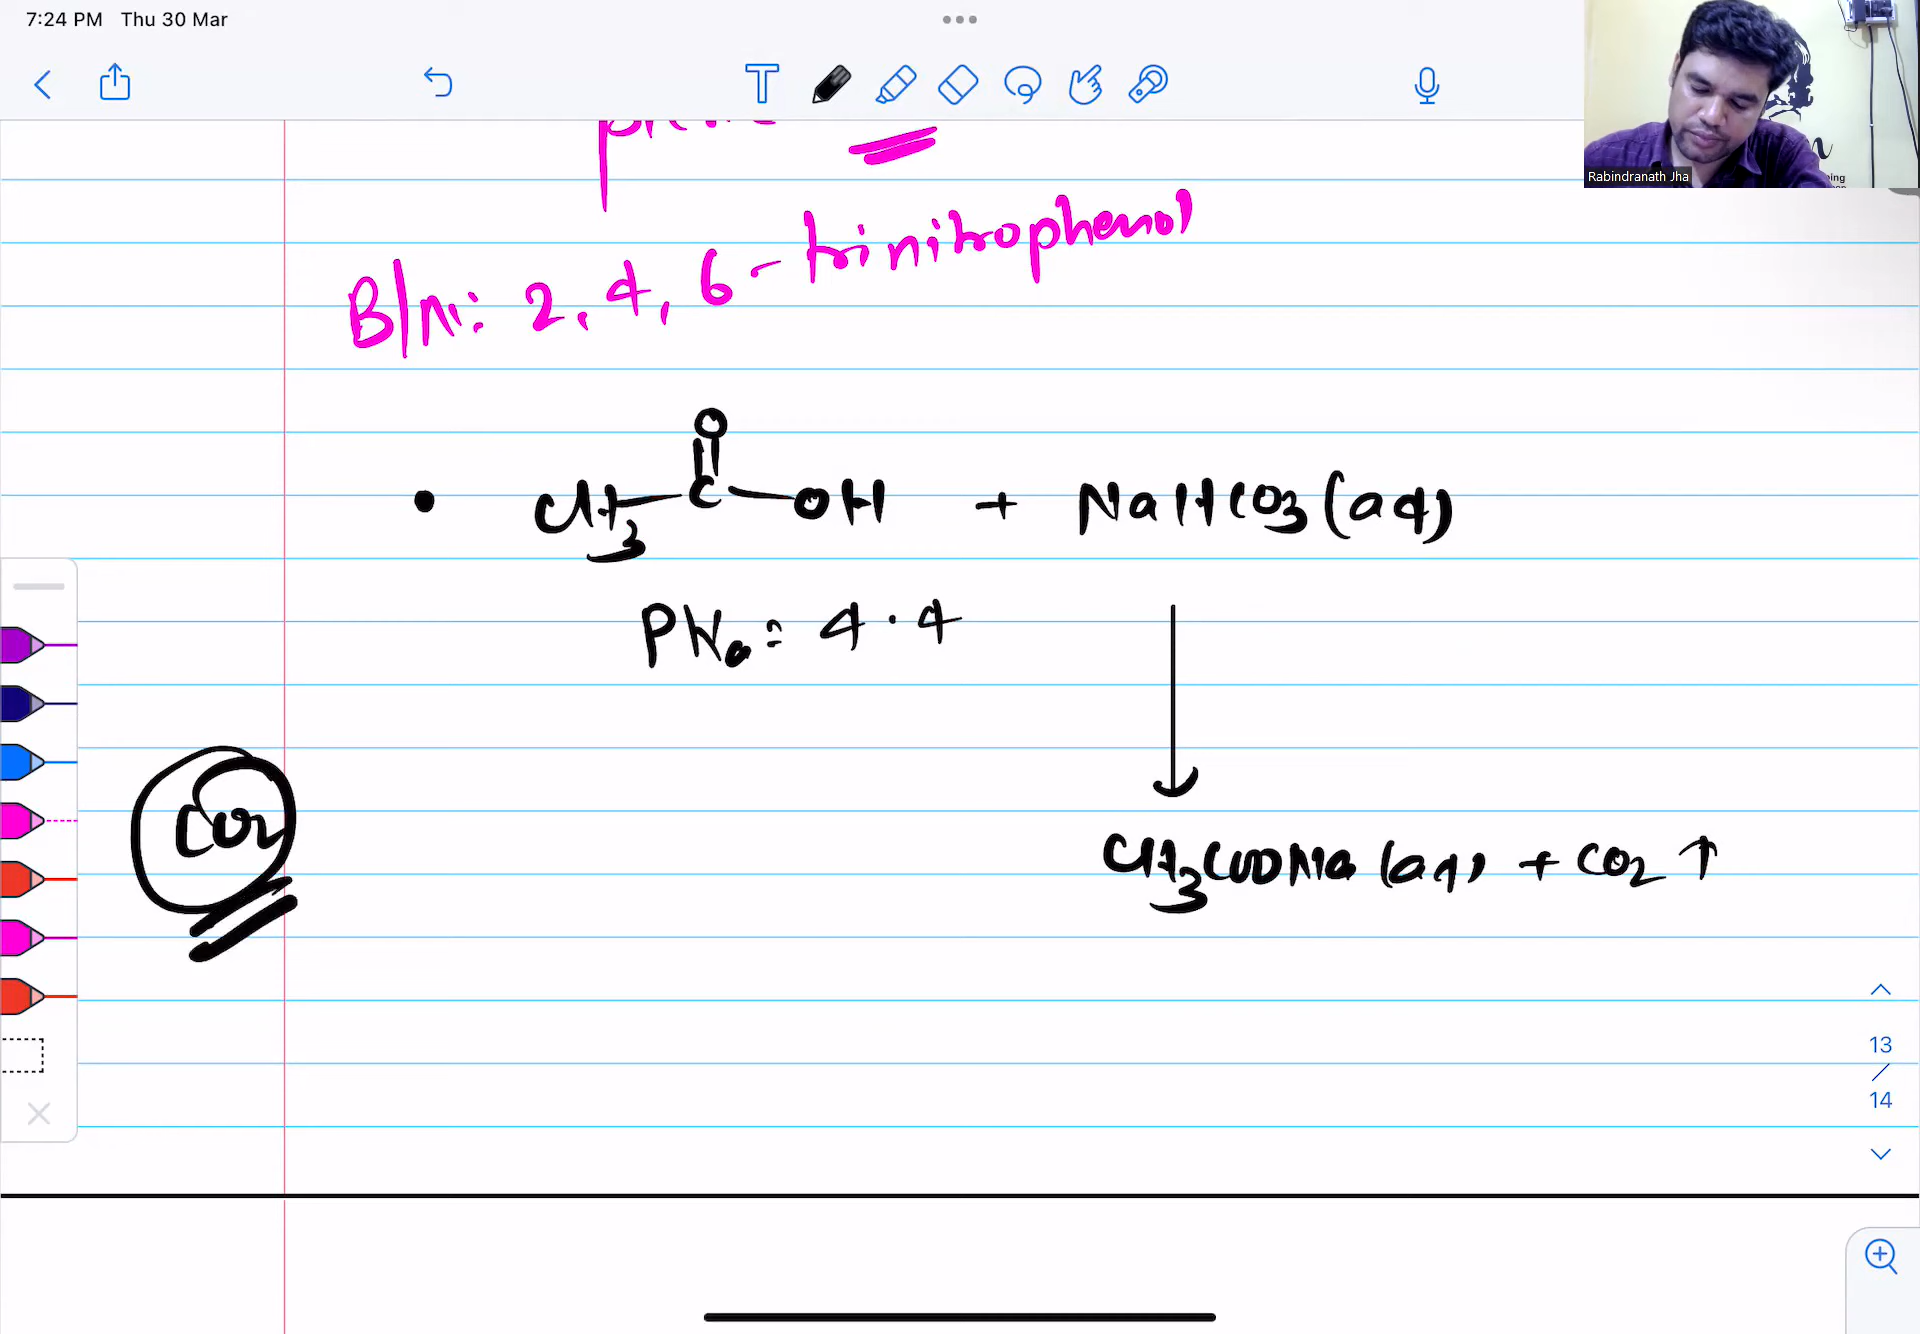 7:24 PM Thu 30 Mar
Rabindranath Jha
B/n: 2, 4, 6-trinitrophenol
O
• CH3 C OH + NaHCO3 (aq)
PKa = 4.4
CO2
CH3COONa (aq) + CO2 ↑
13
/
14